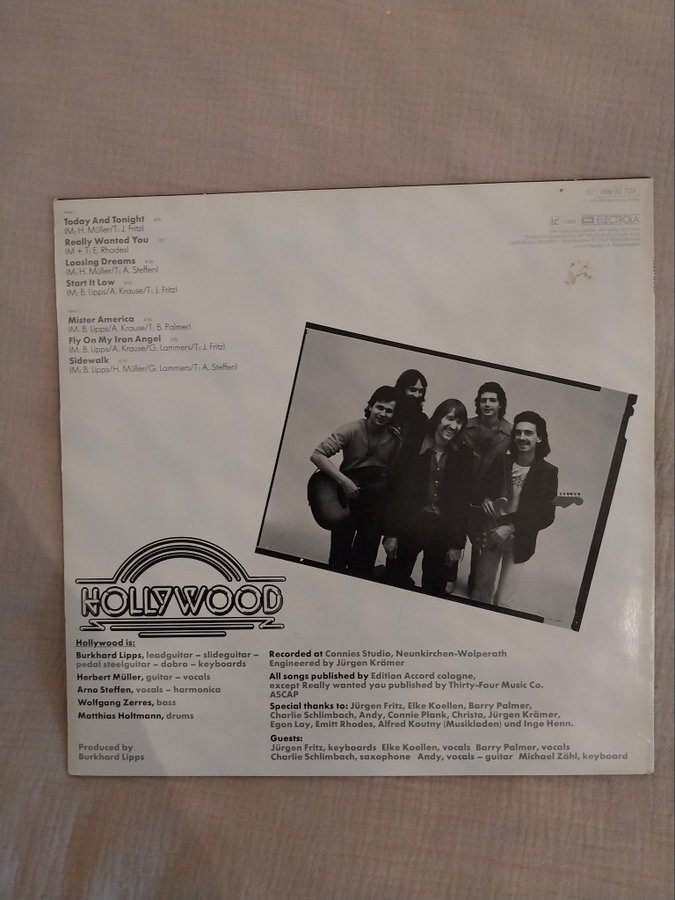 Today And Tonight
(M: H. Müller/T: J. Fritz)
Really Wanted You
(M + T: E. Rhodes)
Loosing Dreams
(M: H. Müller/T: A. Steffen)
Start It Low
(M: B. Lipps/A. Krause/T: J. Fritz)
Mister America
(M: B. Lipps/A. Krause/T: B. Palmer)
Fly On My Iron Angel
(M: B. Lipps/A. Krause/G. Lammers/T: J. Fritz)
Sidewalk
(M: B. Lipps/H. Müller/G. Lammers/T: A. Steffen)
LC
EMI ELECTROLA
HOLLYWOOD
Hollywood is:
Burkhard Lipps, leadguitar – slideguitar –
pedal steelguitar – dobro – keyboards
Herbert Müller, guitar – vocals
Arno Steffen, vocals – harmonica
Wolfgang Zerres, bass
Matthias Holtmann, drums
Produced by
Burkhard Lipps
Recorded at Connies Studio, Neunkirchen-Wolperath
Engineered by Jürgen Krämer
All songs published by Edition Accord cologne,
except Really wanted you published by Thirty-Four Music Co.
ASCAP
Special thanks to: Jürgen Fritz, Elke Koellen, Barry Palmer,
Charlie Schlimbach, Andy, Connie Plank, Christa, Jürgen Krämer,
Egon Lay, Emitt Rhodes, Alfred Koutny (Musikladen) und Inge Henn.
Guests:
Jürgen Fritz, keyboards Elke Koellen, vocals Barry Palmer, vocals
Charlie Schlimbach, saxophone Andy, vocals – guitar Michael Zähl, keyboard